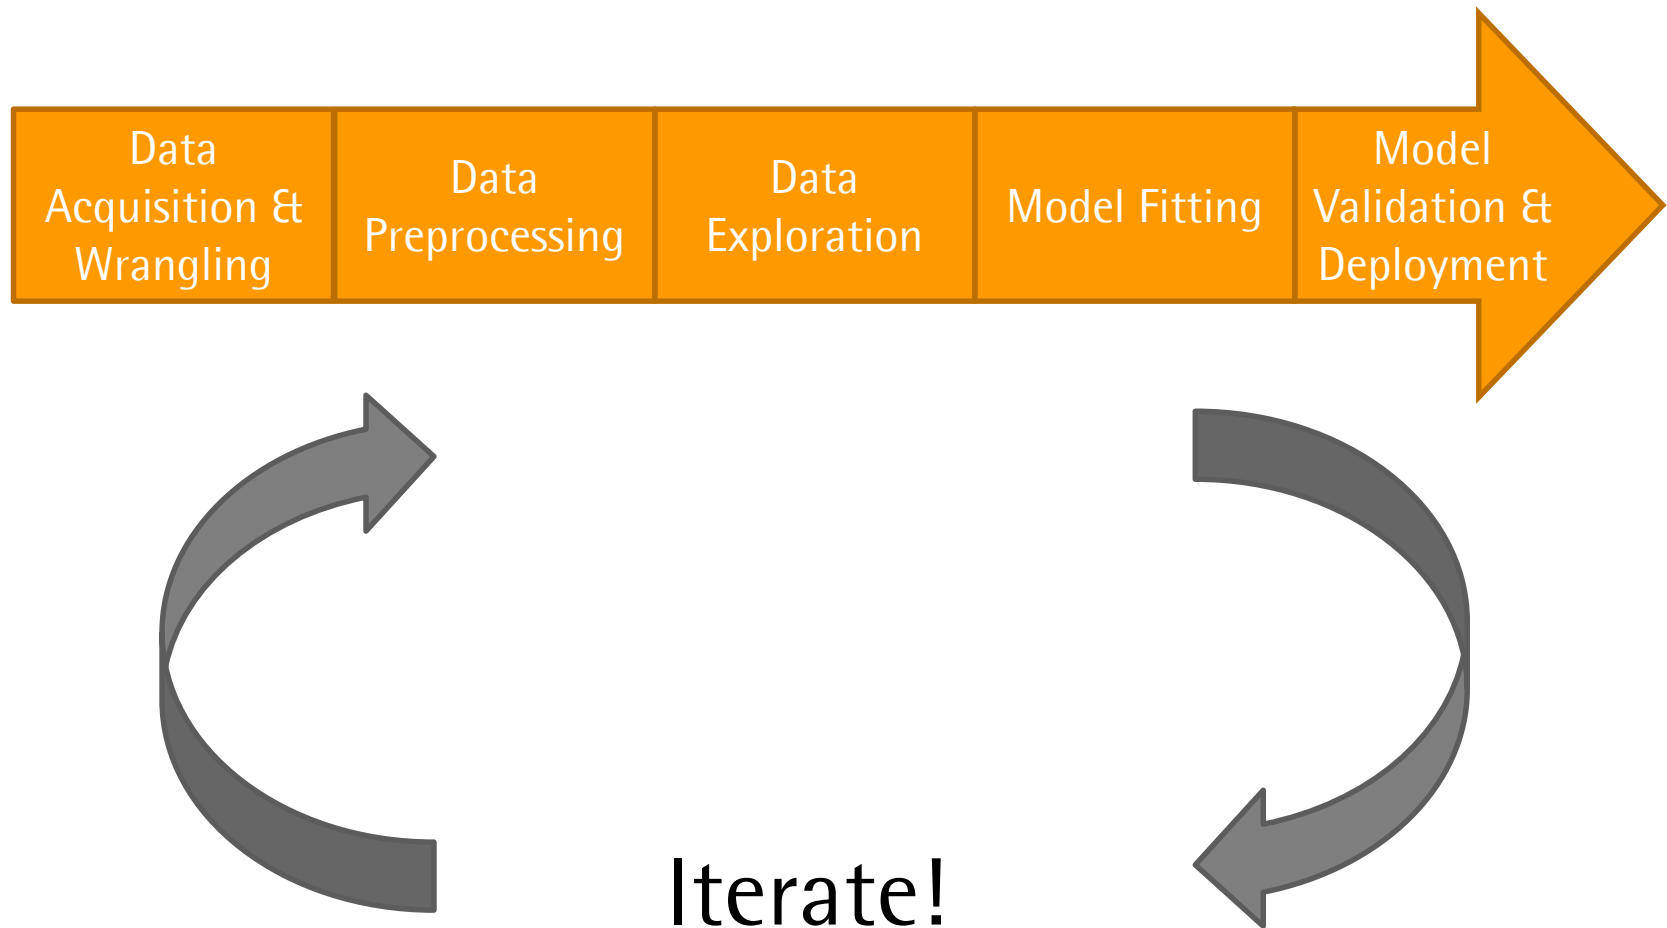 Data
Acquisition &
Wrangling
Data
Preprocessing
Data
Exploration
Model Fitting
Model
Validation &
Deployment
Iterate!